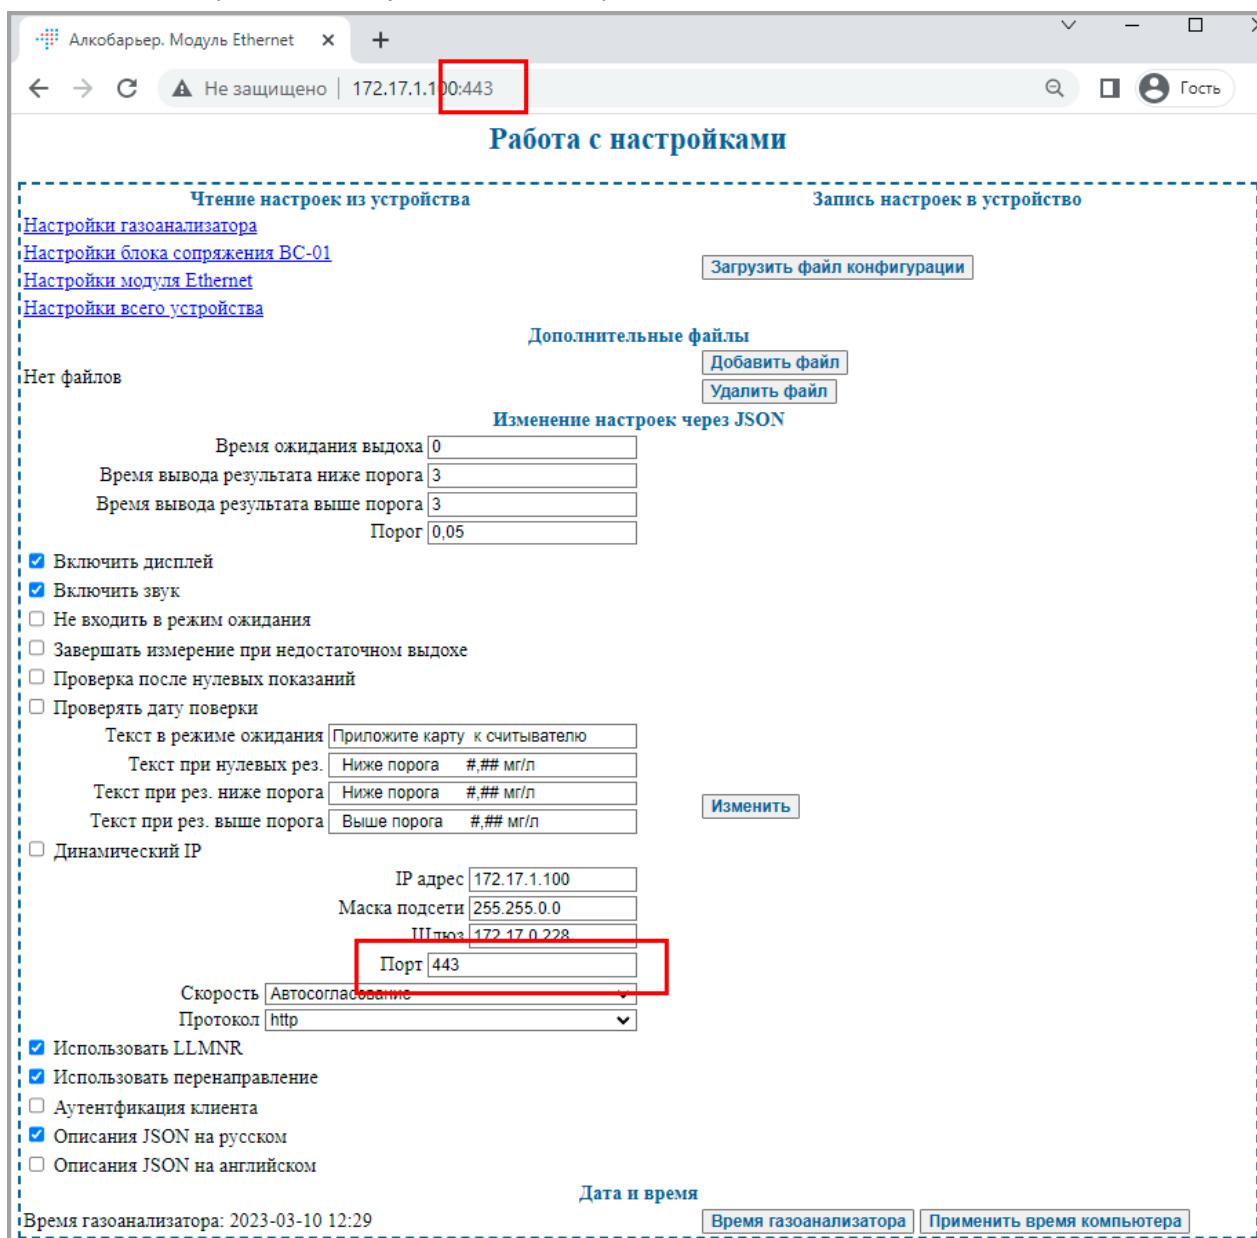 Алкобарьер. Модуль Ethernet
Не защищено | 172.17.1.100:443
Гость
Работа с настройками
Чтение настроек из устройства Запись настроек в устройство
Настройки газоанализатора
Настройки блока сопряжения ВС-01
Настройки модуля Ethernet
Настройки всего устройства
Загрузить файл конфигурации
Дополнительные файлы
Нет файлов
Добавить файл
Удалить файл
Изменение настроек через JSON
Время ожидания выдоха 0
Время вывода результата ниже порога 3
Время вывода результата выше порога 3
Порог 0,05
Включить дисплей
Включить звук
Не входить в режим ожидания
Завершать измерение при недостаточном выдохе
Проверка после нулевых показаний
Проверять дату поверки
Текст в режиме ожидания Приложите карту к считывателю
Текст при нулевых рез. Ниже порога #,## мг/л
Текст при рез. ниже порога Ниже порога #,## мг/л
Текст при рез. выше порога Выше порога #,## мг/л
Изменить
Динамический IP
IP адрес 172.17.1.100
Маска подсети 255.255.0.0
Шлюз 172.17.0.228
Порт 443
Скорость Автосогласование
Протокол http
Использовать LLMNR
Использовать перенаправление
Аутентфикация клиента
Описания JSON на русском
Описания JSON на английском
Дата и время
Время газоанализатора: 2023-03-10 12:29 Время газоанализатора Применить время компьютера